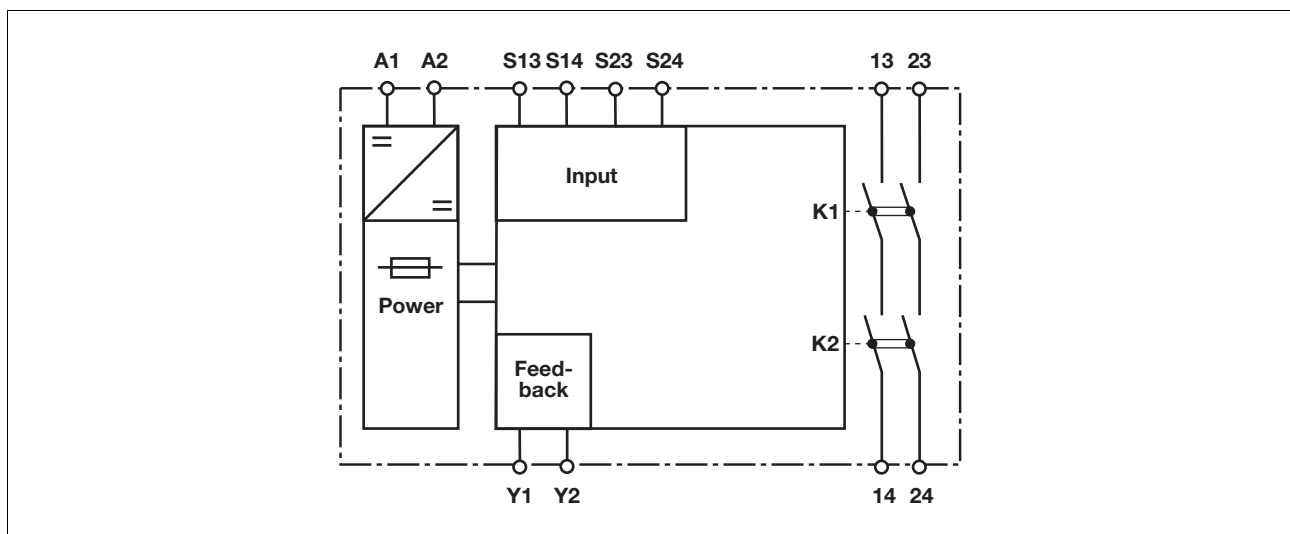 A1 A2 S13 S14 S23 S24 13 23
Input
K1
Power
K2
Feed-
back
Y1 Y2 14 24